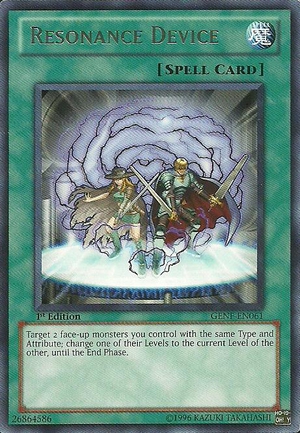 RESONANCE DEVICE
魔
[SPELL CARD]
1st Edition
GENF-EN061
Target 2 face-up monsters you control with the same Type and
Attribute; change one of their Levels to the current Level of the
other, until the End Phase.
26864586
©1996 KAZUKI TAKAHASHI